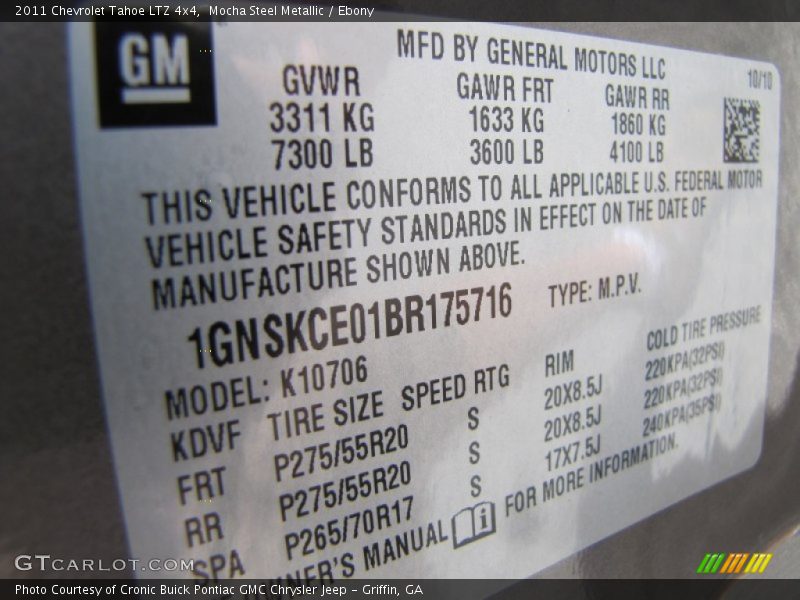 2011 Chevrolet Tahoe LTZ 4x4, Mocha Steel Metallic / Ebony
GM
MFD BY GENERAL MOTORS LLC
10/10
GVWR GAWR FRT GAWR RR
3311 KG 1633 KG 1860 KG
7300 LB 3600 LB 4100 LB
THIS VEHICLE CONFORMS TO ALL APPLICABLE U.S. FEDERAL MOTOR
VEHICLE SAFETY STANDARDS IN EFFECT ON THE DATE OF
MANUFACTURE SHOWN ABOVE.
1GNSKCE01BR175716 TYPE: M.P.V.
MODEL: K10706
KDVF TIRE SIZE SPEED RTG RIM COLD TIRE PRESSURE
FRT P275/55R20 S 20X8.5J 220KPA(32PSI)
RR P275/55R20 S 20X8.5J 220KPA(32PSI)
SPA P265/70R17 S 17X7.5J 240KPA(35PSI)
OWNER'S MANUAL FOR MORE INFORMATION.
GTcarlot.com
Photo Courtesy of Cronic Buick Pontiac GMC Chrysler Jeep - Griffin, GA